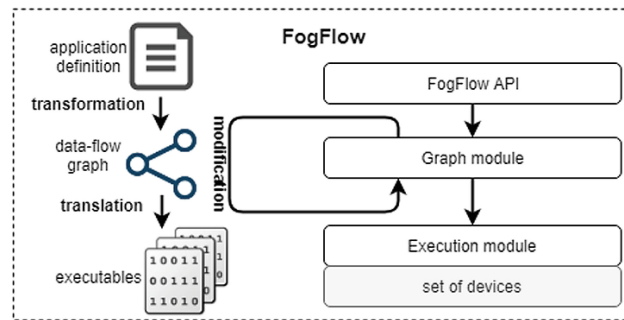 FogFlow
application
definition
transformation
data-flow
graph
translation
executables
10011
00111
11010
modification
FogFlow API
Graph module
Execution module
set of devices